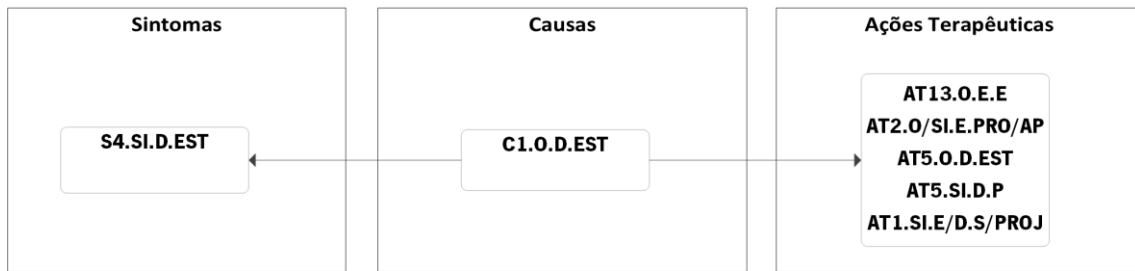 Sintomas
Causas
Ações Terapêuticas
S4.SI.D.EST
C1.O.D.EST
AT13.O.E.E
AT2.O/SI.E.PRO/AP
AT5.O.D.EST
AT5.SI.D.P
AT1.SI.E/D.S/PROJ